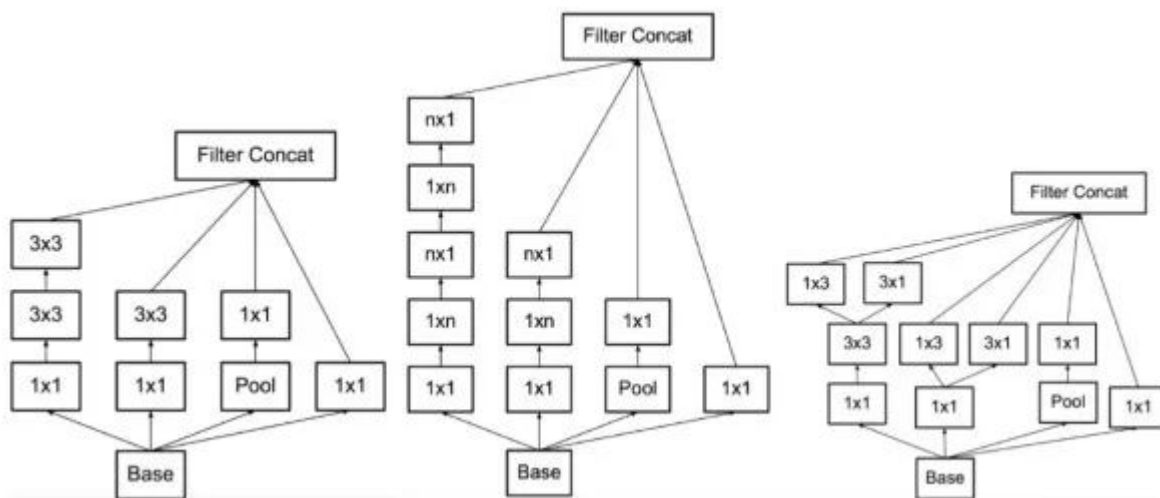 Filter Concat
3x3
3x3 3x3 1x1
1x1 1x1 Pool 1x1
Base
Filter Concat
nx1
1xn
nx1 nx1
1xn 1xn 1x1
1x1 1x1 Pool 1x1
Base
Filter Concat
1x3 3x1
3x3 1x3 3x1 1x1
1x1 1x1 Pool 1x1
Base